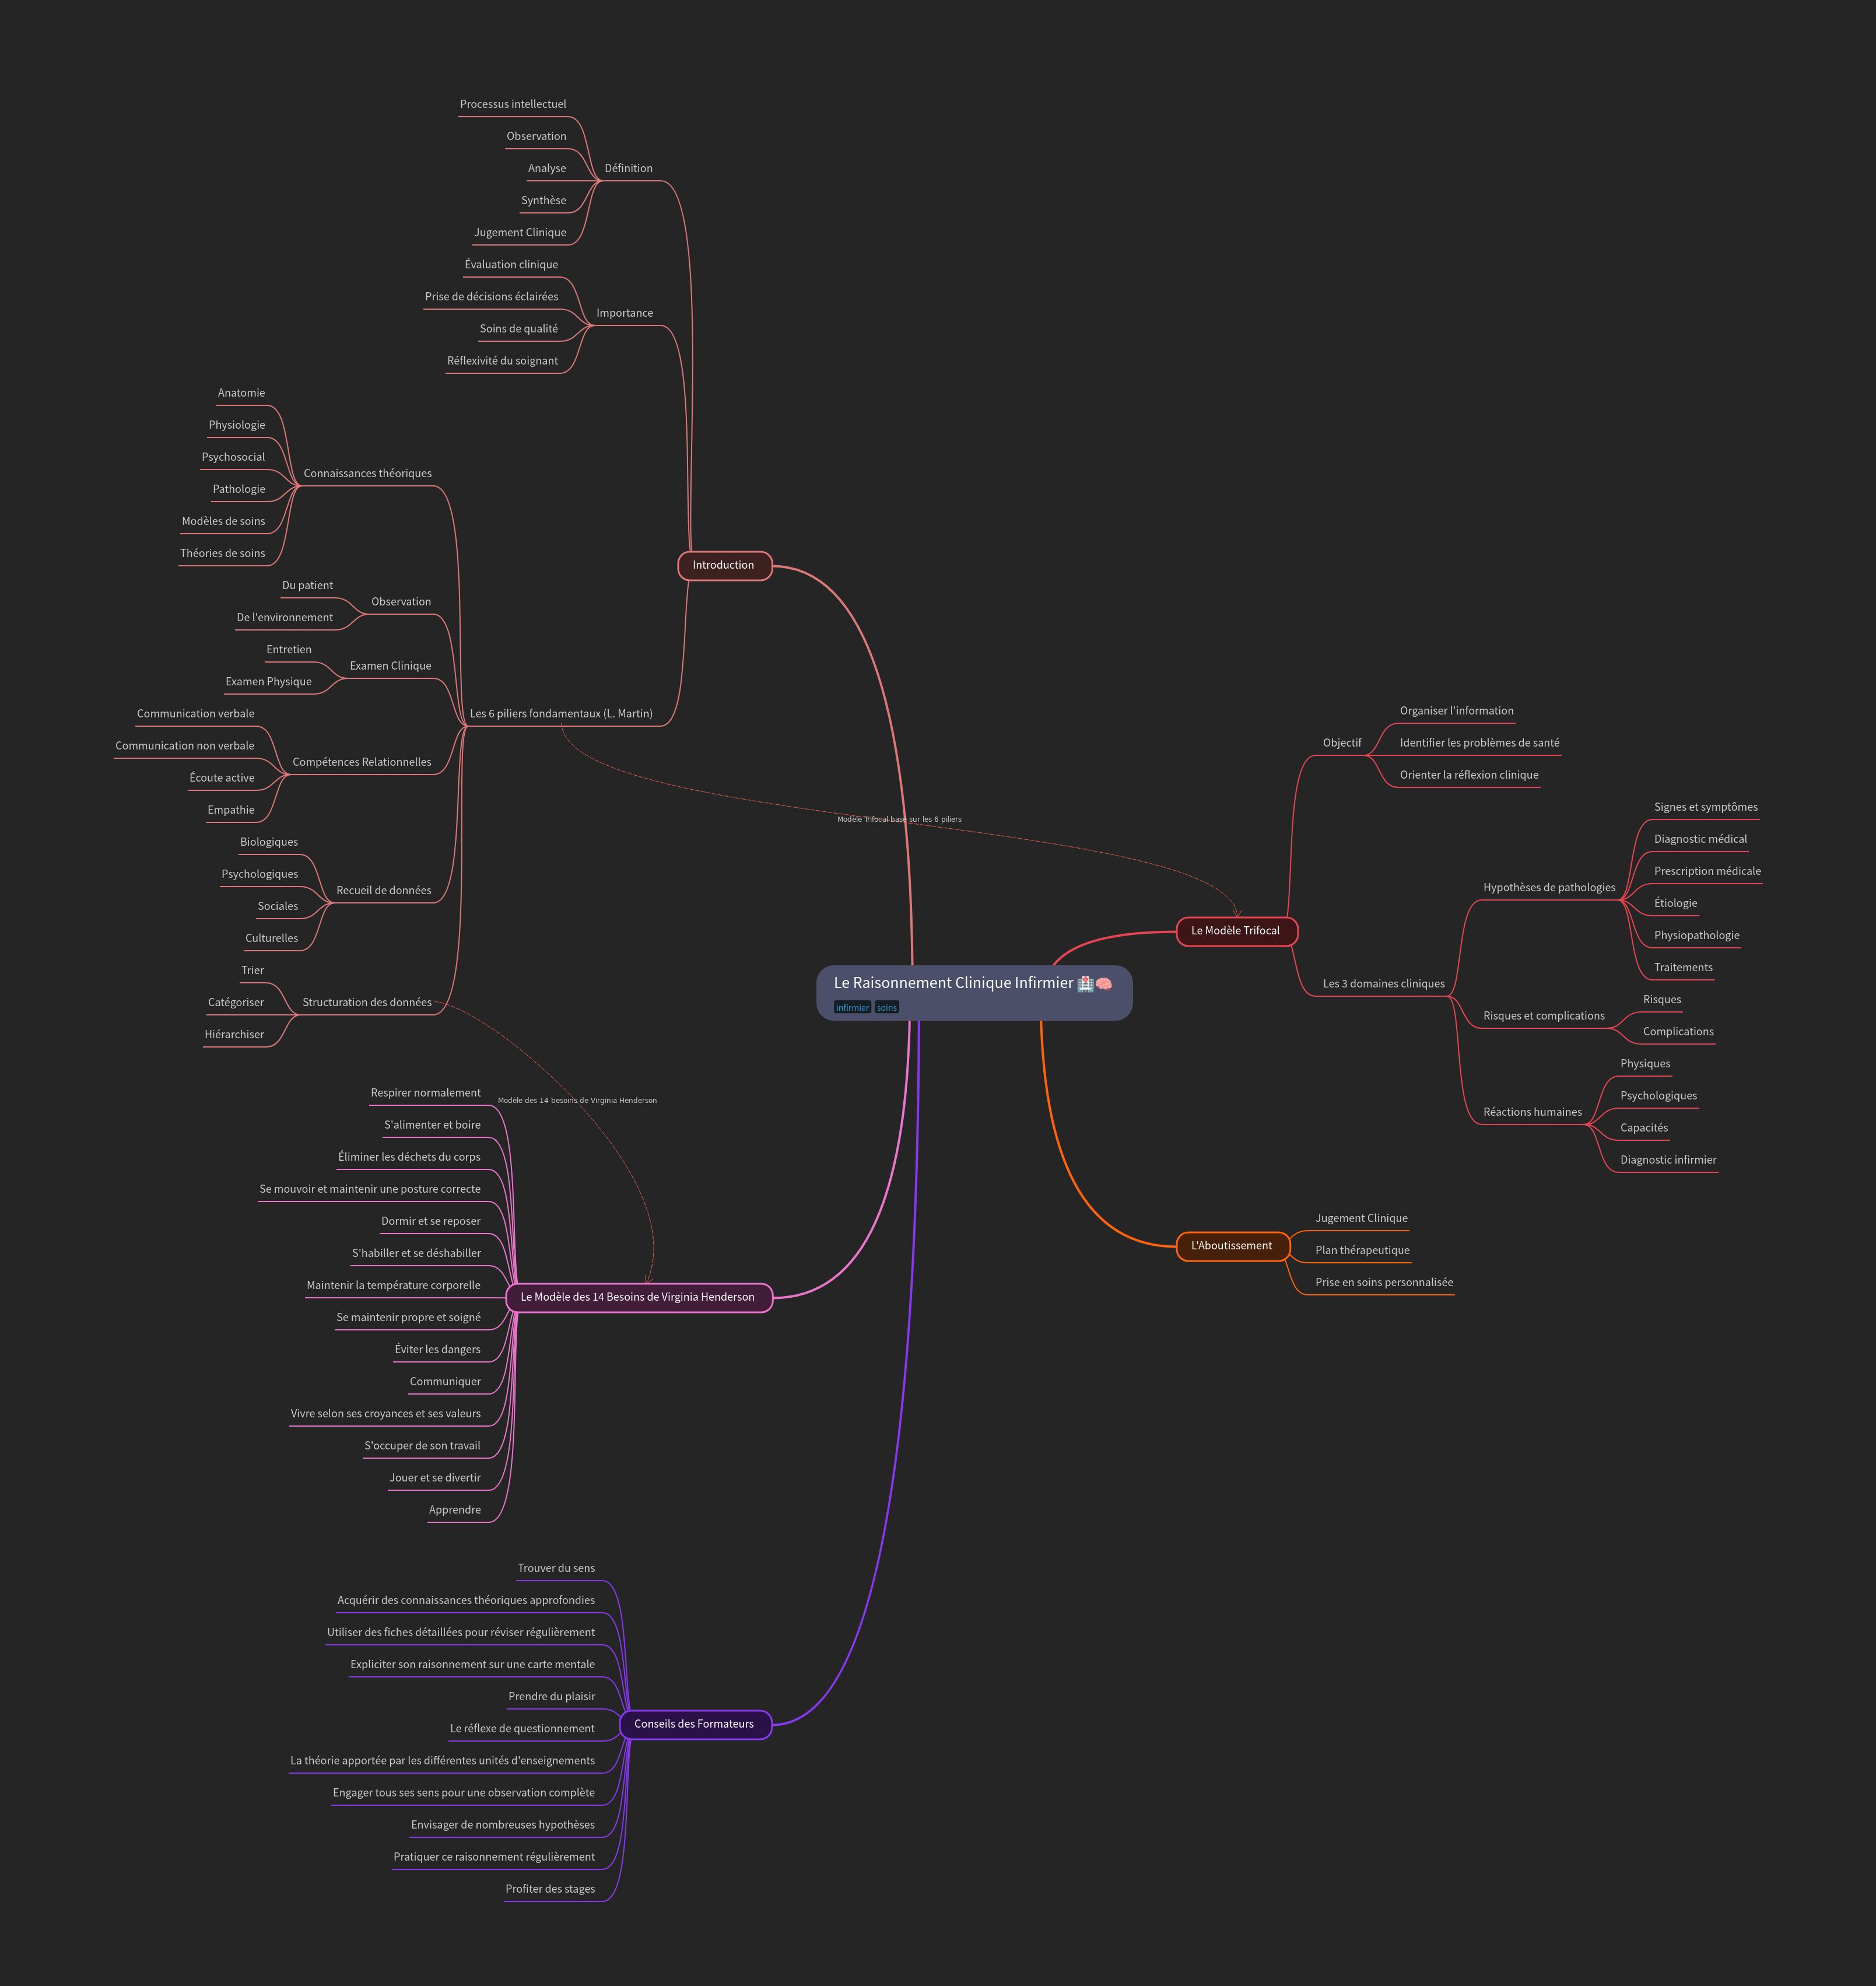 Le Raisonnement Clinique Infirmier 🏥🧠
infirmier soins
Introduction
Définition
Processus intellectuel
Observation
Analyse
Synthèse
Jugement Clinique
Importance
Évaluation clinique
Prise de décisions éclairées
Soins de qualité
Réflexivité du soignant
Les 6 piliers fondamentaux (L. Martin)
Connaissances théoriques
Anatomie
Physiologie
Psychosocial
Pathologie
Modèles de soins
Théories de soins
Observation
Du patient
De l'environnement
Examen Clinique
Entretien
Examen Physique
Compétences Relationnelles
Communication verbale
Communication non verbale
Écoute active
Empathie
Recueil de données
Biologiques
Psychologiques
Sociales
Culturelles
Structuration des données
Trier
Catégoriser
Hiérarchiser
Modèle Trifocal basé sur les 6 piliers
Modèle des 14 besoins de Virginia Henderson
Le Modèle des 14 Besoins de Virginia Henderson
Respirer normalement
S'alimenter et boire
Éliminer les déchets du corps
Se mouvoir et maintenir une posture correcte
Dormir et se reposer
S'habiller et se déshabiller
Maintenir la température corporelle
Se maintenir propre et soigné
Éviter les dangers
Communiquer
Vivre selon ses croyances et ses valeurs
S'occuper de son travail
Jouer et se divertir
Apprendre
Conseils des Formateurs
Trouver du sens
Acquérir des connaissances théoriques approfondies
Utiliser des fiches détaillées pour réviser régulièrement
Expliciter son raisonnement sur une carte mentale
Prendre du plaisir
Le réflexe de questionnement
La théorie apportée par les différentes unités d'enseignements
Engager tous ses sens pour une observation complète
Envisager de nombreuses hypothèses
Pratiquer ce raisonnement régulièrement
Profiter des stages
Le Modèle Trifocal
Objectif
Organiser l'information
Identifier les problèmes de santé
Orienter la réflexion clinique
Les 3 domaines cliniques
Hypothèses de pathologies
Signes et symptômes
Diagnostic médical
Prescription médicale
Étiologie
Physiopathologie
Traitements
Risques et complications
Risques
Complications
Réactions humaines
Physiques
Psychologiques
Capacités
Diagnostic infirmier
L'Aboutissement
Jugement Clinique
Plan thérapeutique
Prise en soins personnalisée